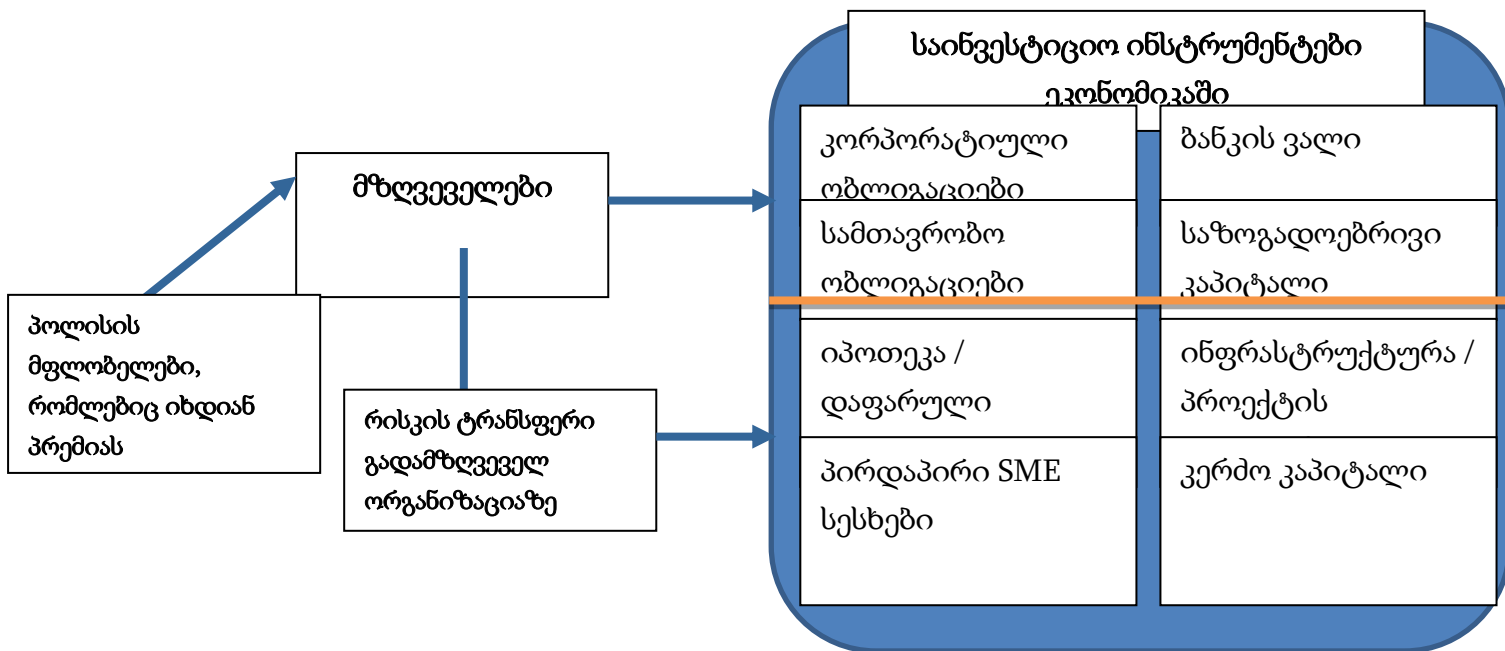 საინვესტიციო ინსტრუმენტები
ეკონომიკაში
მზღვეველები
პოლისის
მფლობელები,
რომლებიც იხდიან
პრემიას
რისკის ტრანსფერი
გადამზღვეველ
ორგანიზაციაზე
კორპორატიული
ობლიგაციები
ბანკის ვალი
სამთავრობო
ობლიგაციები
საზოგადოებრივი
კაპიტალი
იპოთეკა /
დაფარული
ინფრასტრუქტურა /
პროექტის
პირდაპირი SME
სესხები
კერძო კაპიტალი